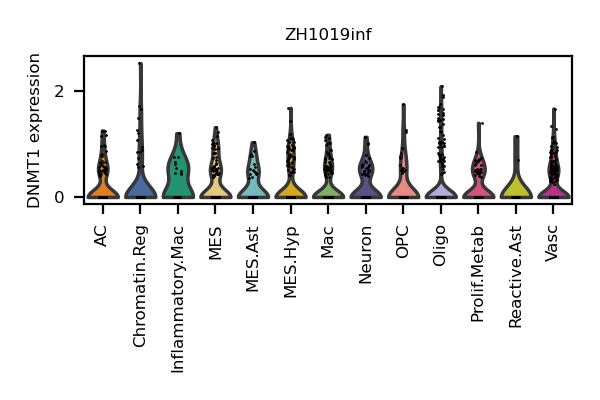 ZH1019inf
DNMT1 expression
2
0
AC
Chromatin.Reg
Inflammatory.Mac
MES
MES.Ast
MES.Hyp
Mac
Neuron
OPC
Oligo
Prolif.Metab
Reactive.Ast
Vasc